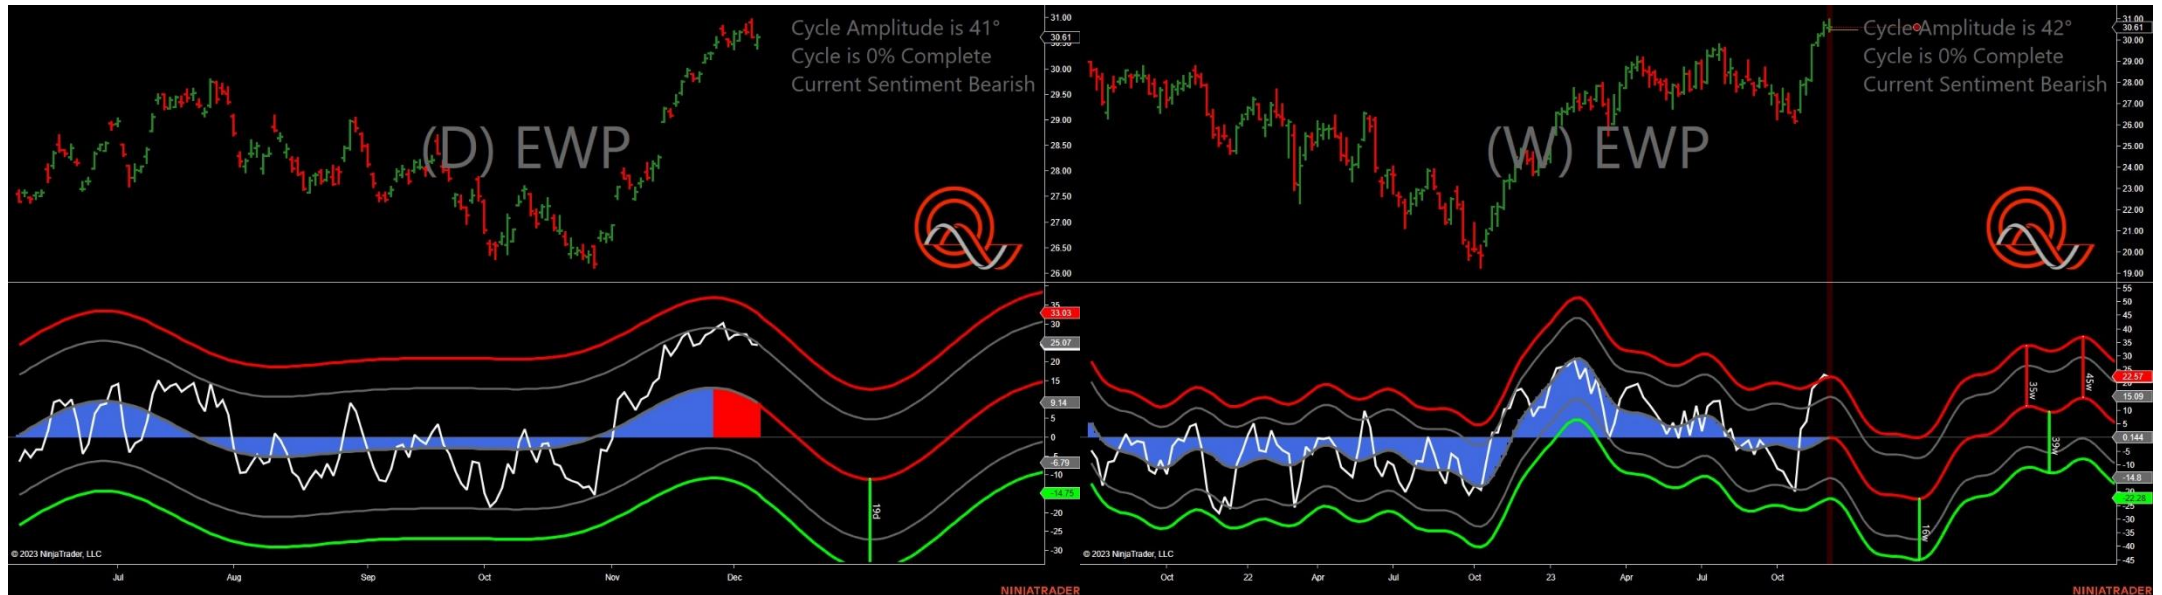 Cycle Amplitude is 41°
Cycle is 0% Complete
Current Sentiment Bearish
(D) EWP
31.00
30.61
30.00
29.50
29.00
28.50
28.00
27.50
27.00
26.50
26.00
35
33.03
30
25.07
20
15
9.14
5
0
-5
-6.79
-10
-14.75
-20
-25
-30
19d
© 2023 NinjaTrader, LLC
Jul
Aug
Sep
Oct
Nov
Dec
NINJATRADER
Cycle Amplitude is 42°
Cycle is 0% Complete
Current Sentiment Bearish
(W) EWP
31.00
30.61
30.00
29.00
28.00
27.00
26.00
25.00
24.00
23.00
22.00
21.00
20.00
19.00
55
50
45
40
35
30
25
22.57
15.09
10
5
0.144
-5
-10
-14.8
-22.28
-25
-30
-35
-40
-45
35w
45w
39w
16w
© 2023 NinjaTrader, LLC
Oct
22
Apr
Jul
Oct
23
Apr
Jul
Oct
NINJATRADER